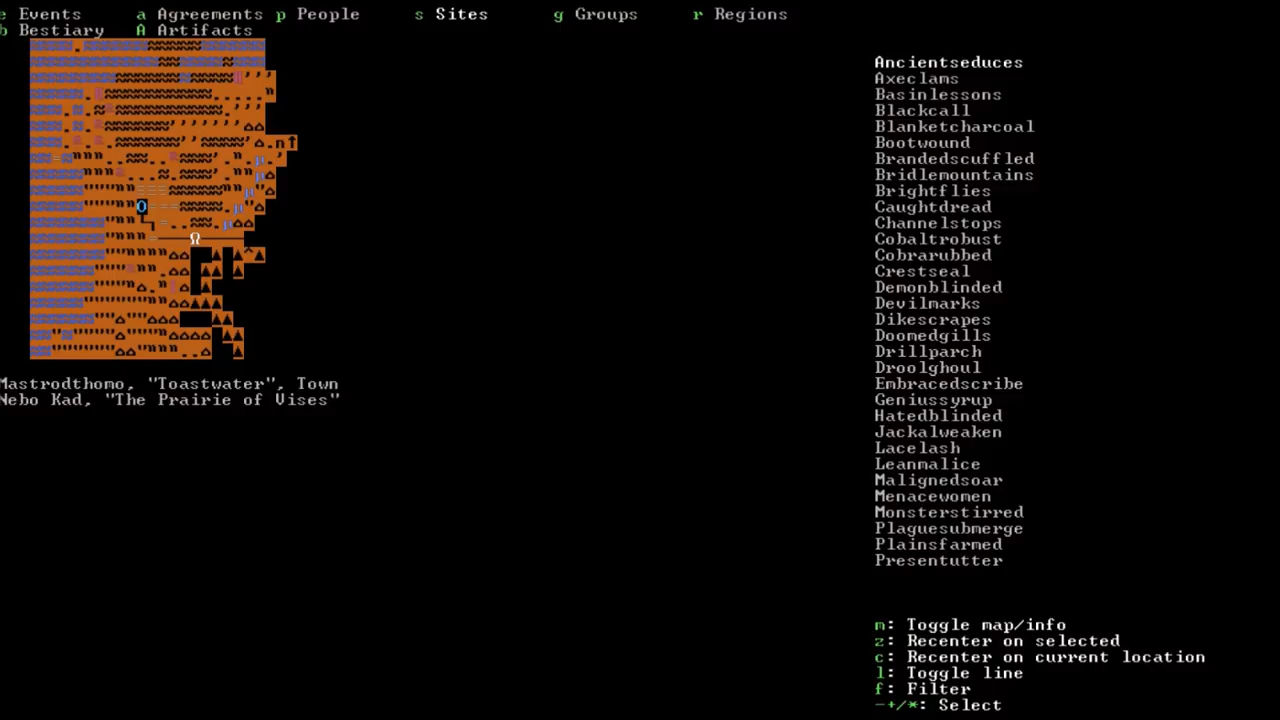 e Events a Agreements p People s Sites g Groups r Regions
b Bestiary A Artifacts
Ancientseduces
Axeclams
Basinlessons
Blackcall
Blanketcharcoal
Bootwound
Brandedscuffled
Bridlemountains
Brightflies
Caughtdread
Channelstops
Cobaltrobust
Cobrarubbed
Crestseal
Demonblinded
Devilmarks
Dikescrapes
Doomedgills
Drillparch
Droolghoul
Embracedscribe
Geniussyrup
Hatedblinded
Jackalweaken
Lacelash
Leanmalice
Malignedsoar
Menacewomen
Monsterstirred
Plaguesubmerge
Plainsfarmed
Presentutter
Mastrodthomo, "Toastwater", Town
Nebo Kad, "The Prairie of Vises"
m: Toggle map/info
z: Recenter on selected
c: Recenter on current location
l: Toggle line
f: Filter
-+/*: Select